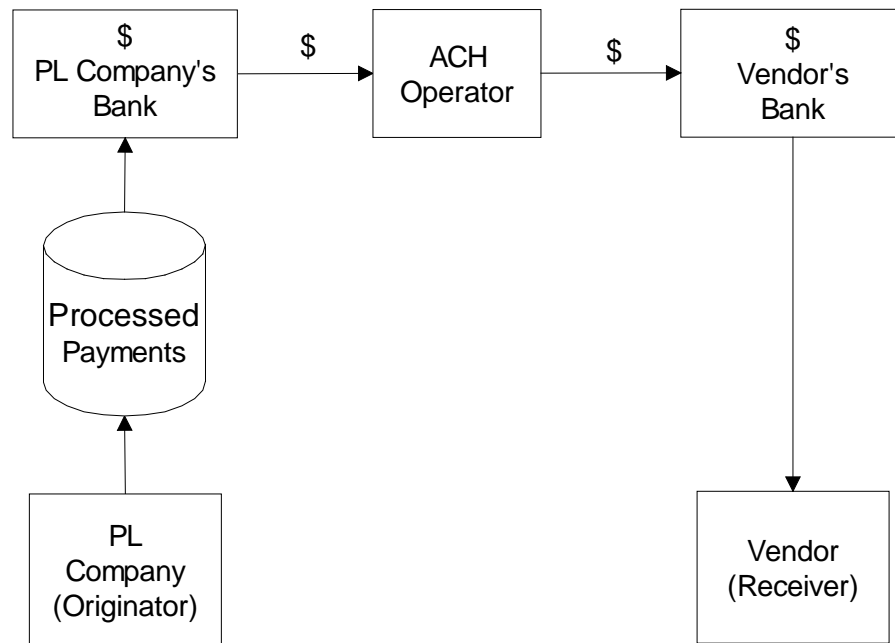 $
PL Company's
Bank
$
ACH
Operator
$
$
Vendor's
Bank
Processed
Payments
PL
Company
(Originator)
Vendor
(Receiver)